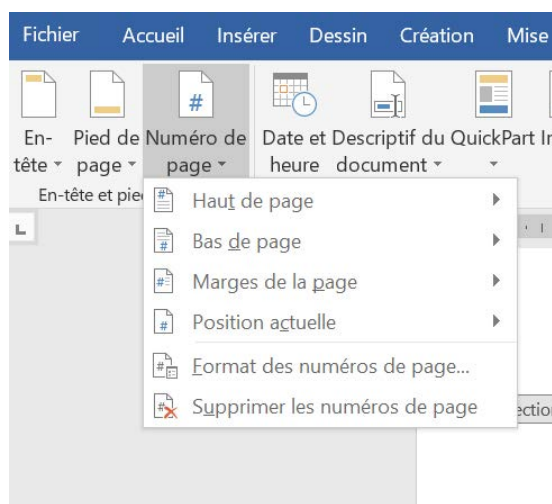 Fichier Accueil Insérer Dessin Création Mise
En- Pied de Numéro de Date et Descriptif du QuickPart
tête page page heure document
En-tête et pie
Haut de page
Bas de page
Marges de la page
Position actuelle
Format des numéros de page...
Supprimer les numéros de page
ection